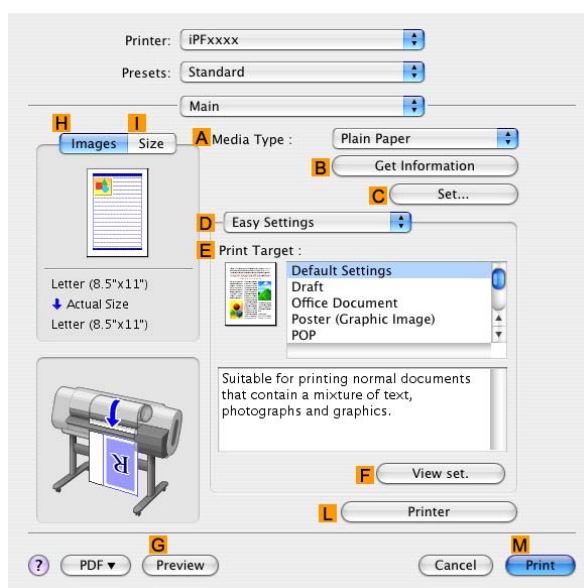 Printer: iPFxxxx
Presets: Standard
Main
H I
Images Size
A Media Type : Plain Paper
B Get Information
C Set...
D Easy Settings
E Print Target :
Default Settings
Draft
Office Document
Poster (Graphic Image)
POP
Letter (8.5"x11")
Actual Size
Letter (8.5"x11")
Suitable for printing normal documents
that contain a mixture of text,
photographs and graphics.
R
F View set.
L Printer
G M
? PDF▼ Preview Cancel Print